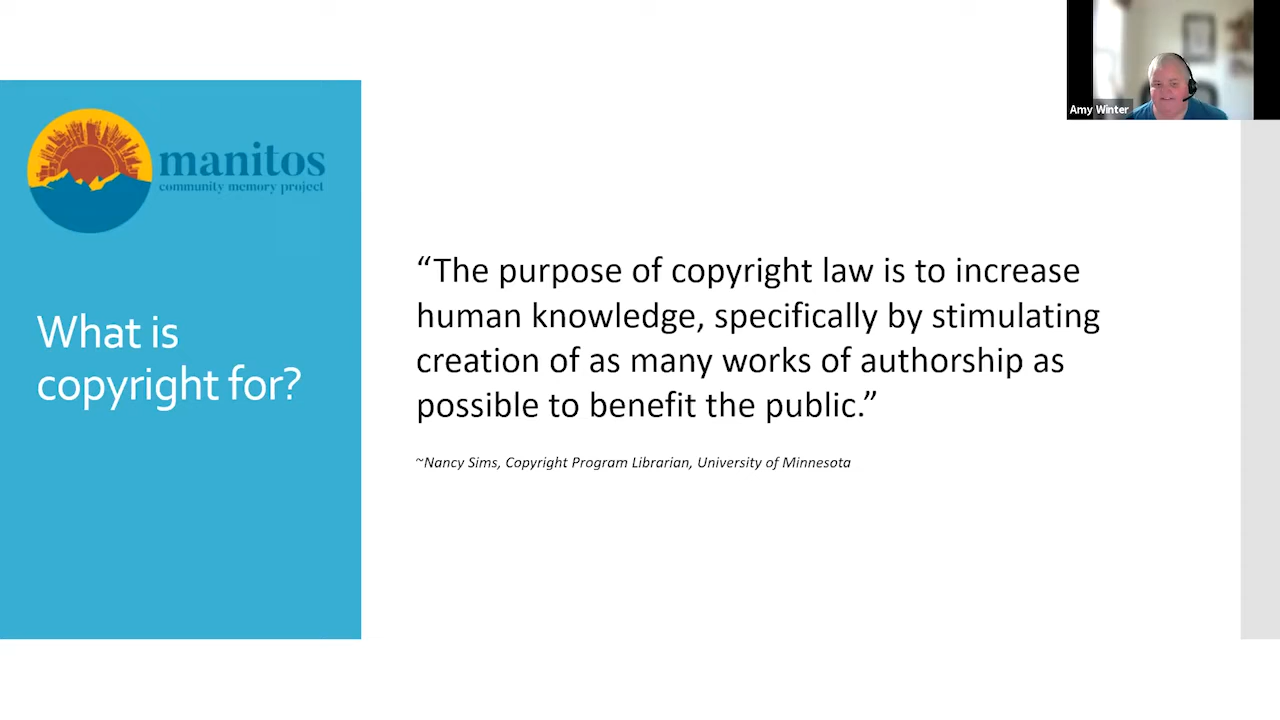 manitos
community memory project
What is
copyright for?
“The purpose of copyright law is to increase
human knowledge, specifically by stimulating
creation of as many works of authorship as
possible to benefit the public.”
~Nancy Sims, Copyright Program Librarian, University of Minnesota
Amy Winter